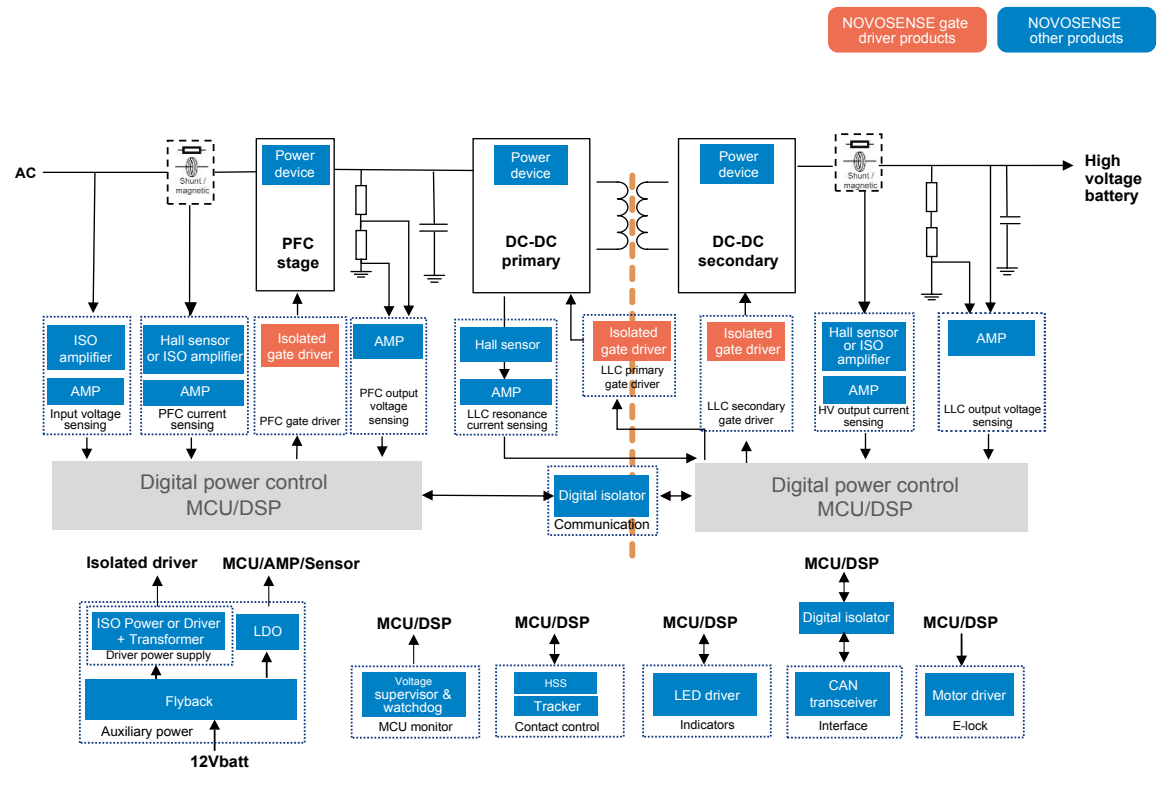 NOVOSENSE gate
driver products
NOVOSENSE
other products
AC
Shunt /
magnetic
Power
device
PFC
stage
Power
device
DC-DC
primary
Power
device
DC-DC
secondary
Shunt /
magnetic
High
voltage
battery
ISO
amplifier
AMP
Input voltage
sensing
Hall sensor
or ISO amplifier
AMP
PFC current
sensing
Isolated
gate driver
PFC gate driver
AMP
PFC output
voltage
sensing
Hall sensor
AMP
LLC resonance
current sensing
Isolated
gate driver
LLC primary
gate driver
Isolated
gate driver
LLC secondary
gate driver
Hall sensor
or ISO
amplifier
AMP
HV output current
sensing
AMP
LLC output voltage
sensing
Digital power control
MCU/DSP
Digital isolator
Communication
Digital power control
MCU/DSP
Isolated driver
MCU/AMP/Sensor
ISO Power or Driver
+ Transformer
Driver power supply
LDO
Flyback
Auxiliary power
12Vbatt
MCU/DSP
Voltage
supervisor &
watchdog
MCU monitor
MCU/DSP
HSS
Tracker
Contact control
MCU/DSP
LED driver
Indicators
MCU/DSP
Digital isolator
CAN
transceiver
Interface
MCU/DSP
Motor driver
E-lock